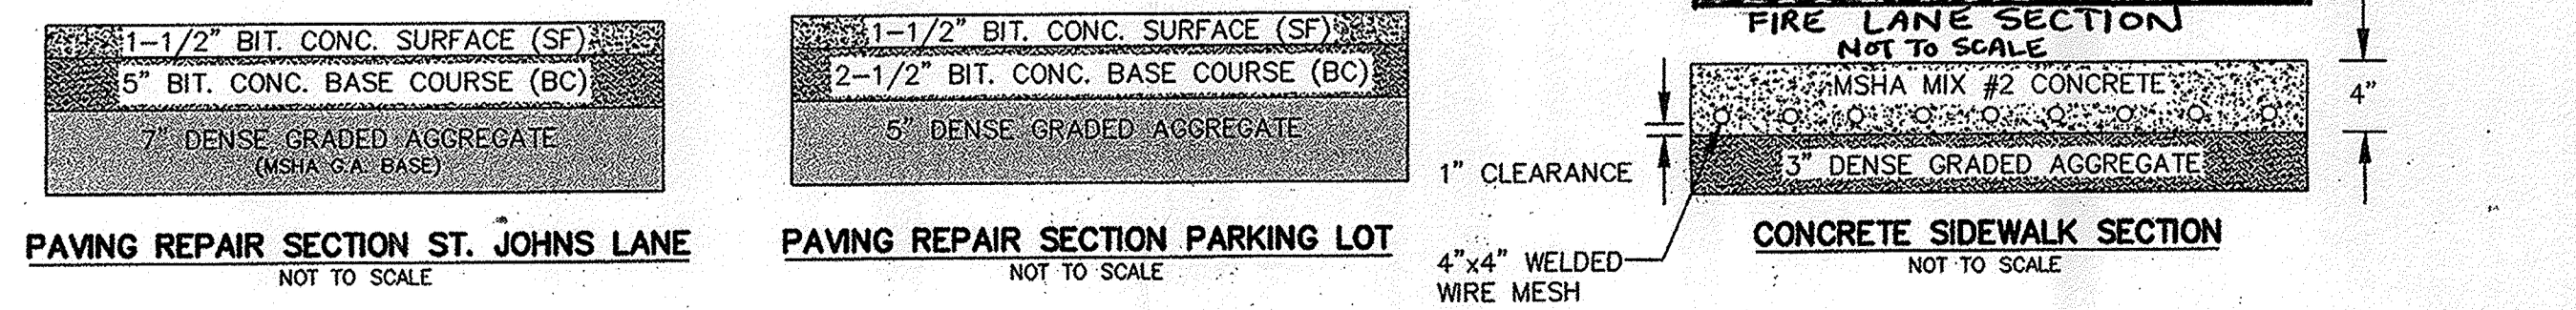 1-1/2" BIT. CONC. SURFACE (SF)
5" BIT. CONC. BASE COURSE (BC)
7" DENSE GRADED AGGREGATE
(MSHA G.A. BASE)
PAVING REPAIR SECTION ST. JOHNS LANE
NOT TO SCALE
1-1/2" BIT. CONC. SURFACE (SF)
2-1/2" BIT. CONC. BASE COURSE (BC)
5" DENSE GRADED AGGREGATE
PAVING REPAIR SECTION PARKING LOT
NOT TO SCALE
FIRE LANE SECTION
NOT TO SCALE
MSHA MIX #2 CONCRETE
4"
3" DENSE GRADED AGGREGATE
1" CLEARANCE
4"x4" WELDED
WIRE MESH
CONCRETE SIDEWALK SECTION
NOT TO SCALE